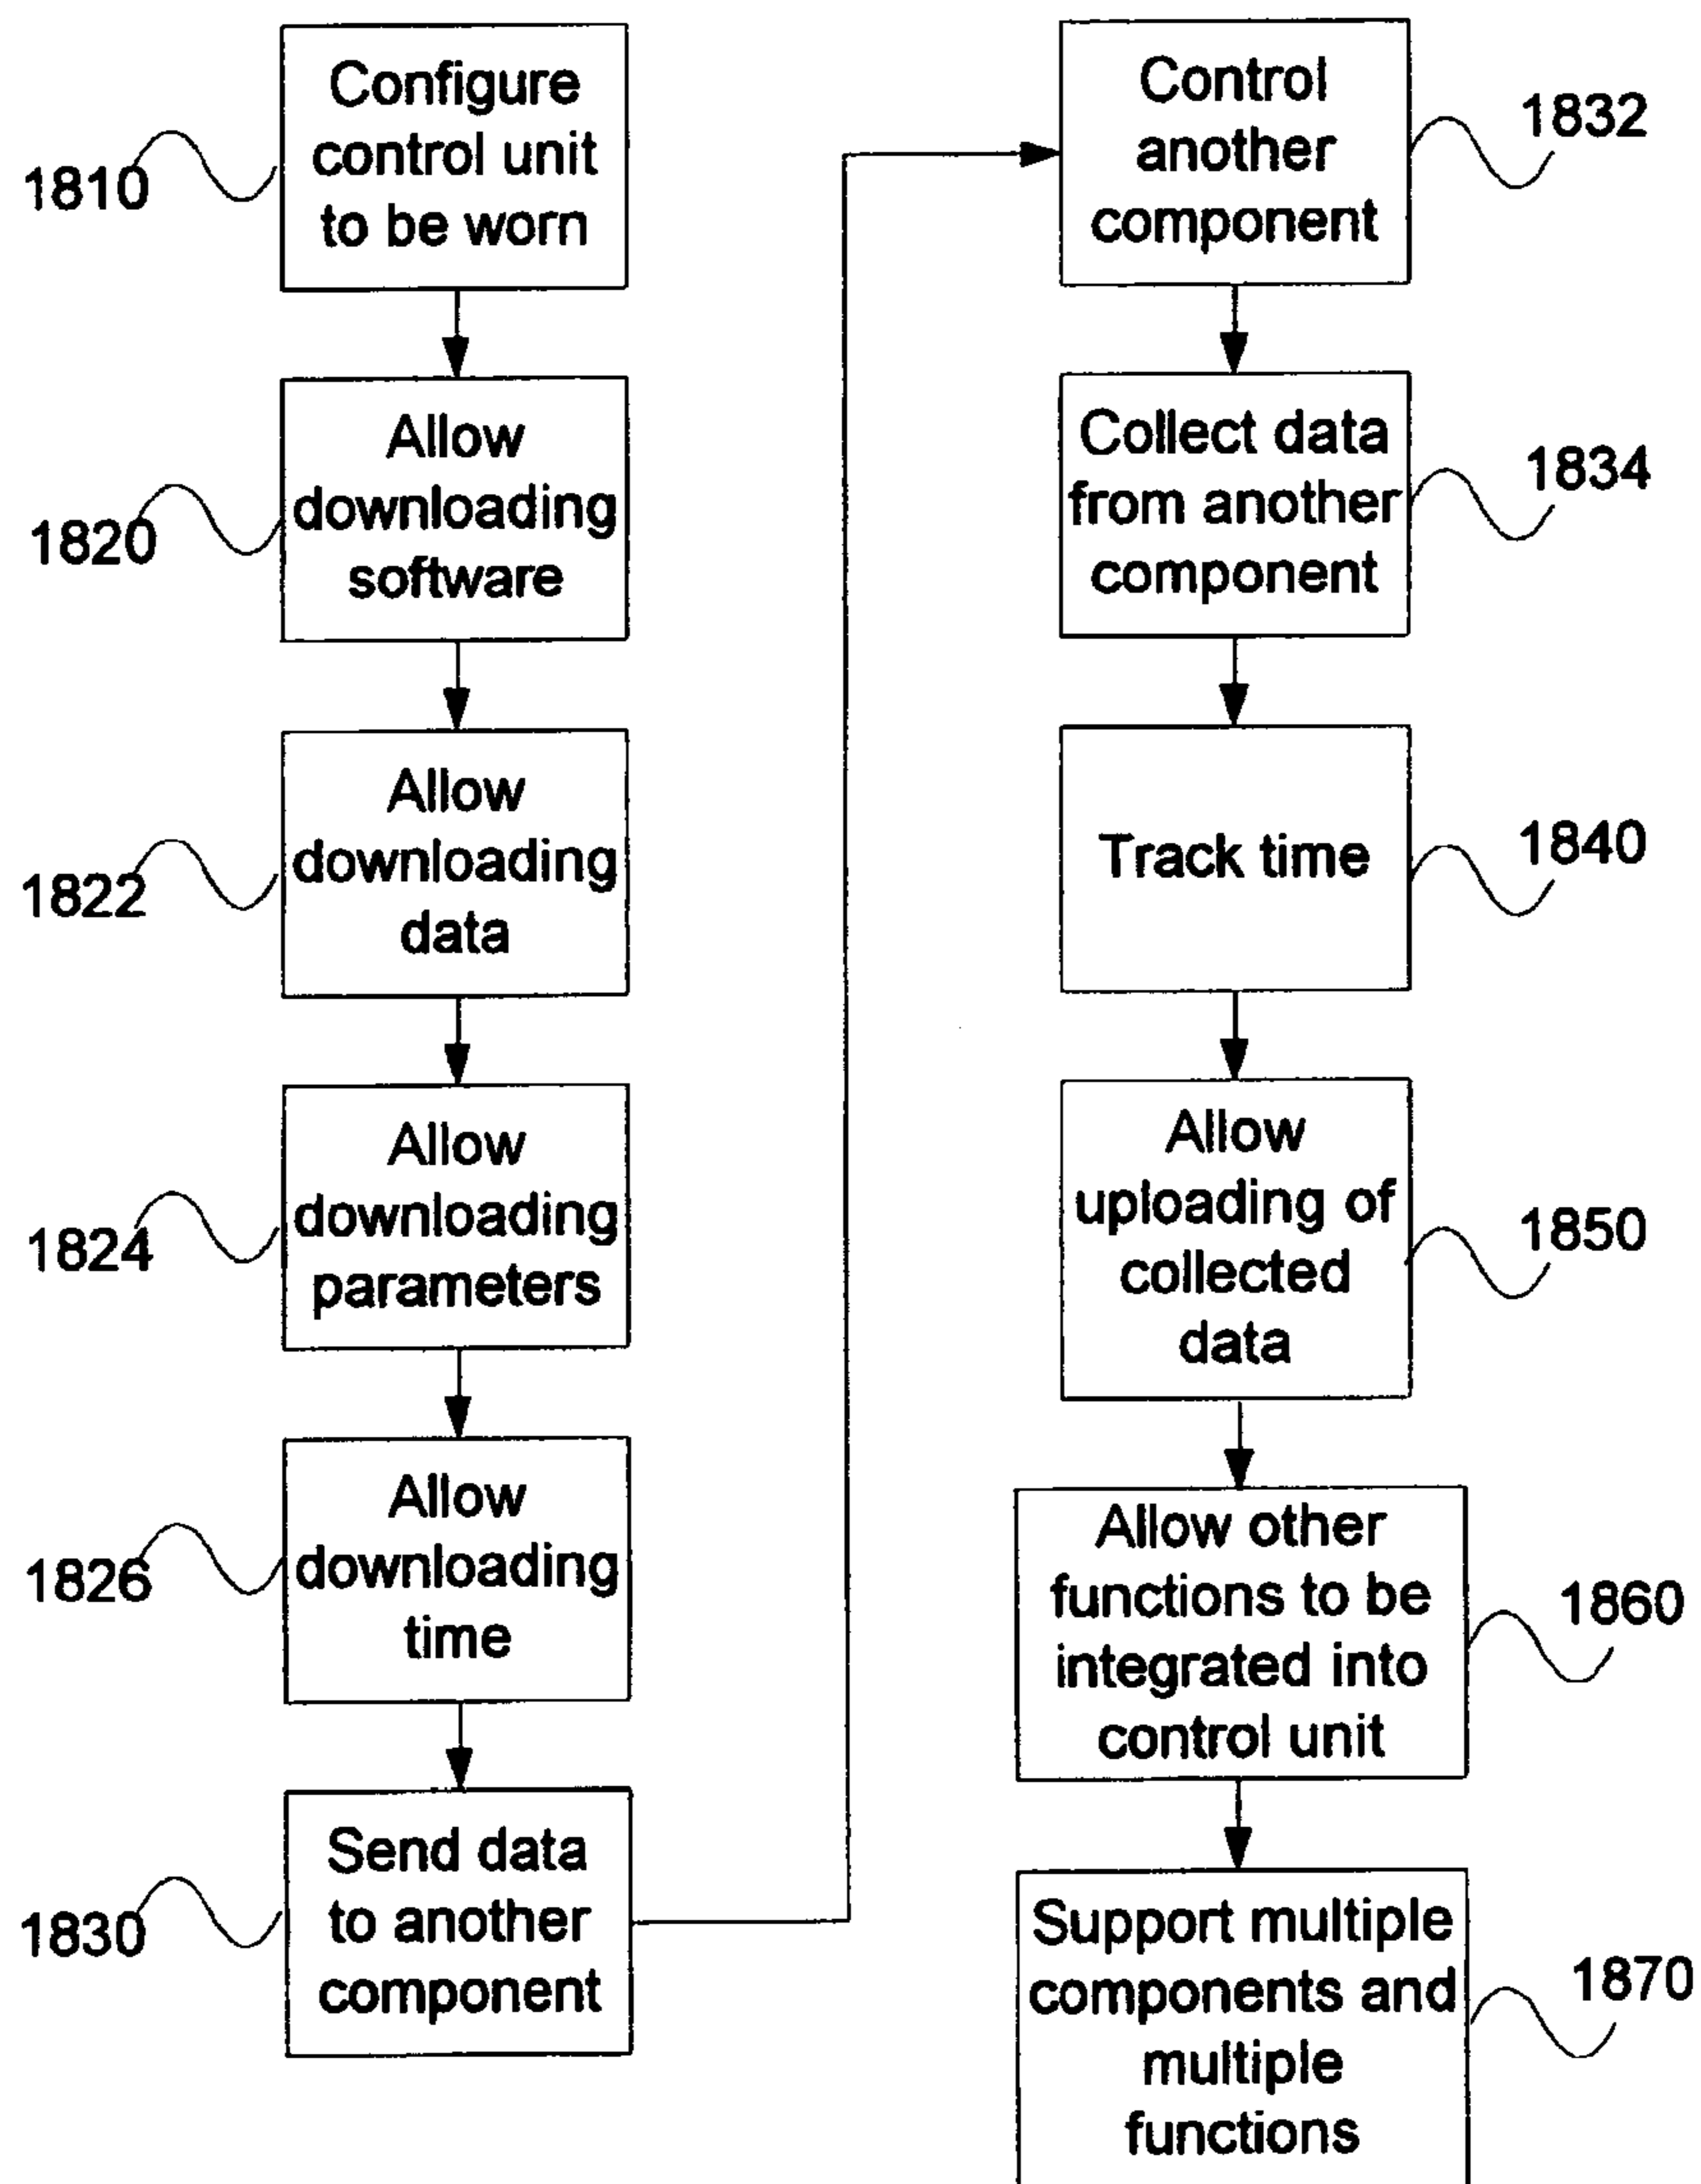 Configure
control unit
to be worn
1810
Allow
downloading
software
1820
Allow
downloading
data
1822
Allow
downloading
parameters
1824
Allow
downloading
time
1826
Send data
to another
component
1830
Control
another
component
1832
Collect data
from another
component
1834
Track time
1840
Allow
uploading of
collected
data
1850
Allow other
functions to be
integrated into
control unit
1860
Support multiple
components and
multiple
functions
1870